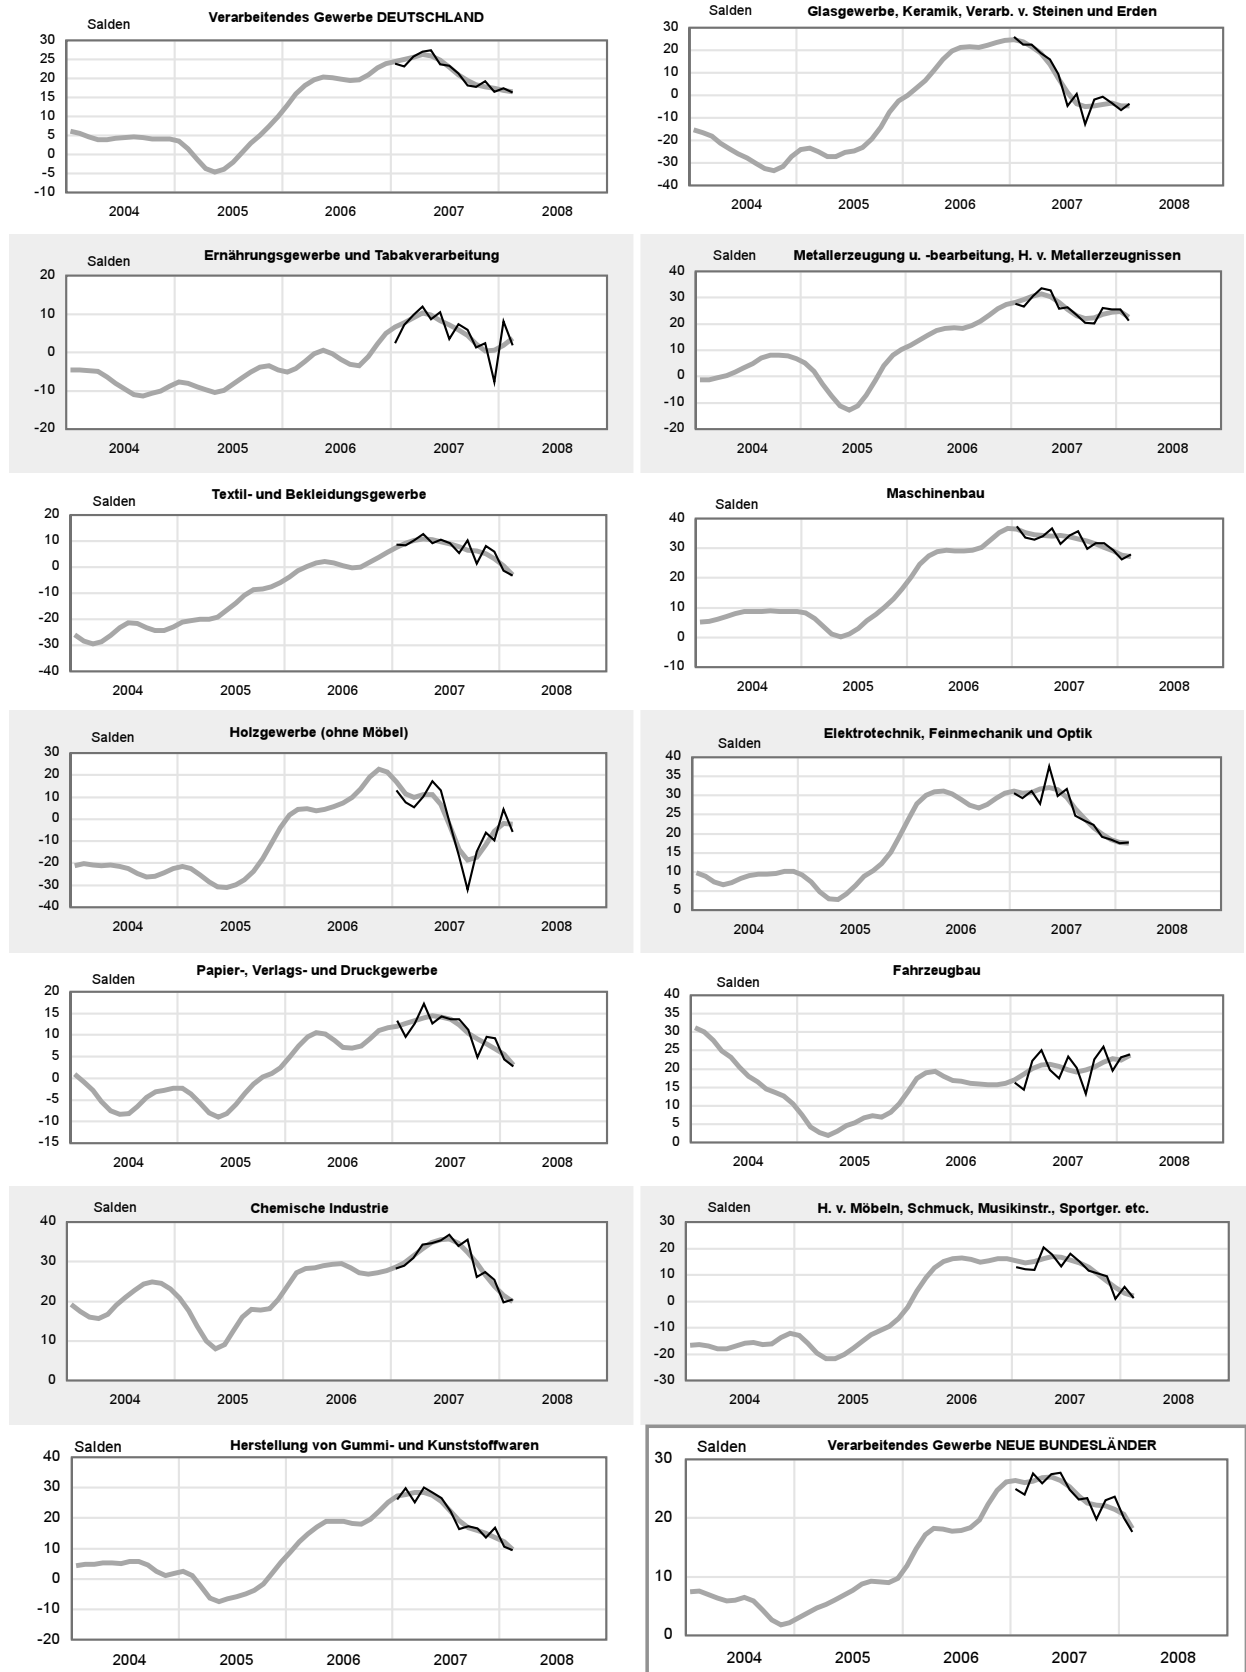 Verarbeitendes Gewerbe DEUTSCHLAND
Salden
30
25
20
15
10
5
0
-5
-10
2004 2005 2006 2007 2008
Glasgewerbe, Keramik, Verarb. v. Steinen und Erden
Salden
30
20
10
0
-10
-20
-30
-40
2004 2005 2006 2007 2008
Ernährungsgewerbe und Tabakverarbeitung
Salden
20
10
0
-10
-20
2004 2005 2006 2007 2008
Salden Metallerzeugung u. -bearbeitung, H. v. Metallerzeugnissen
40
30
20
10
0
-10
-20
2004 2005 2006 2007 2008
Textil- und Bekleidungsgewerbe
Salden
20
10
0
-10
-20
-30
-40
2004 2005 2006 2007 2008
Maschinenbau
Salden
40
30
20
10
0
-10
2004 2005 2006 2007 2008
Holzgewerbe (ohne Möbel)
Salden
30
20
10
0
-10
-20
-30
-40
2004 2005 2006 2007 2008
Elektrotechnik, Feinmechanik und Optik
Salden
40
35
30
25
20
15
10
5
0
2004 2005 2006 2007 2008
Papier-, Verlags- und Druckgewerbe
Salden
20
15
10
5
0
-5
-10
-15
2004 2005 2006 2007 2008
Fahrzeugbau
Salden
40
35
30
25
20
15
10
5
0
2004 2005 2006 2007 2008
Salden Chemische Industrie
40
30
20
10
0
2004 2005 2006 2007 2008
Salden H. v. Möbeln, Schmuck, Musikinstr., Sportger. etc.
30
20
10
0
-10
-20
-30
2004 2005 2006 2007 2008
Salden Herstellung von Gummi- und Kunststoffwaren
40
30
20
10
0
-10
-20
2004 2005 2006 2007 2008
Salden Verarbeitendes Gewerbe NEUE BUNDESLÄNDER
30
20
10
0
2004 2005 2006 2007 2008